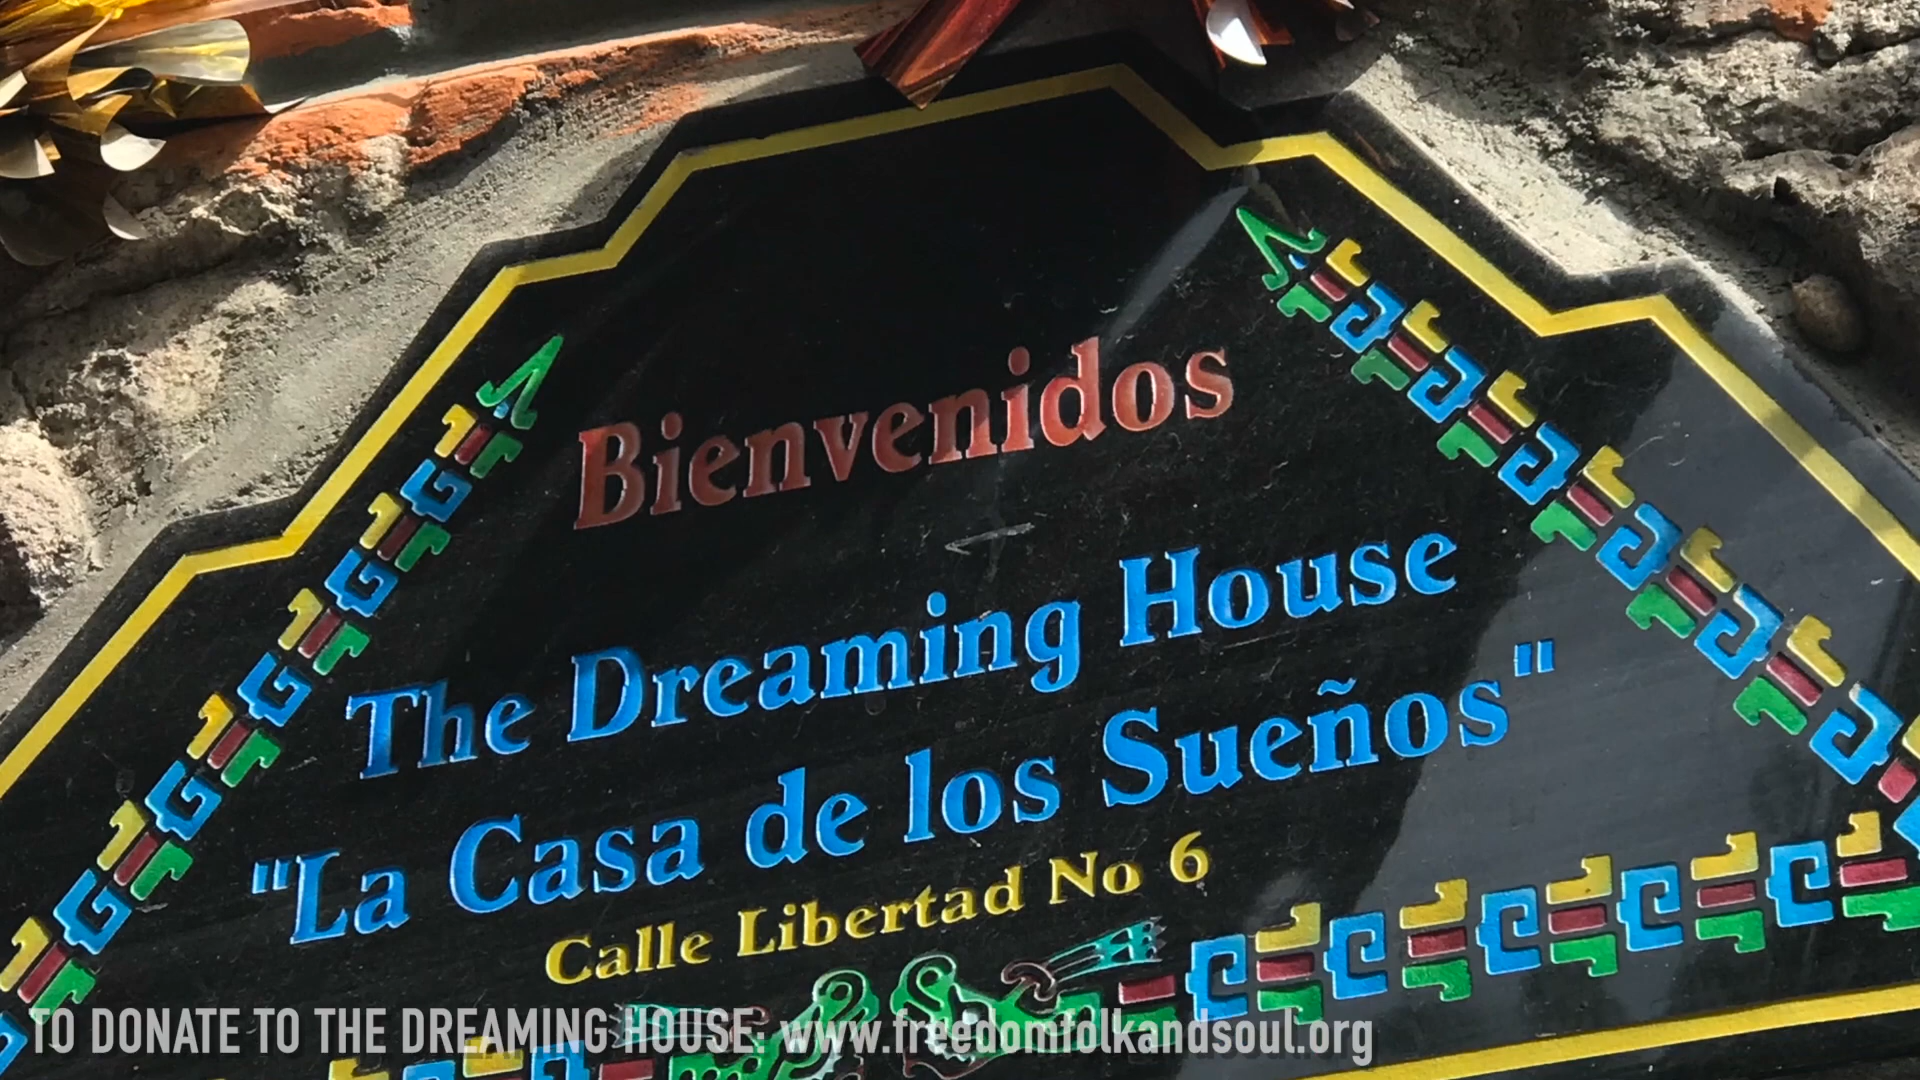 Bienvenidos
The Dreaming House
"La Casa de los Sueños"
Calle Libertad No 6
TO DONATE TO THE DREAMING HOUSE: www.freedomfolkandsoul.org